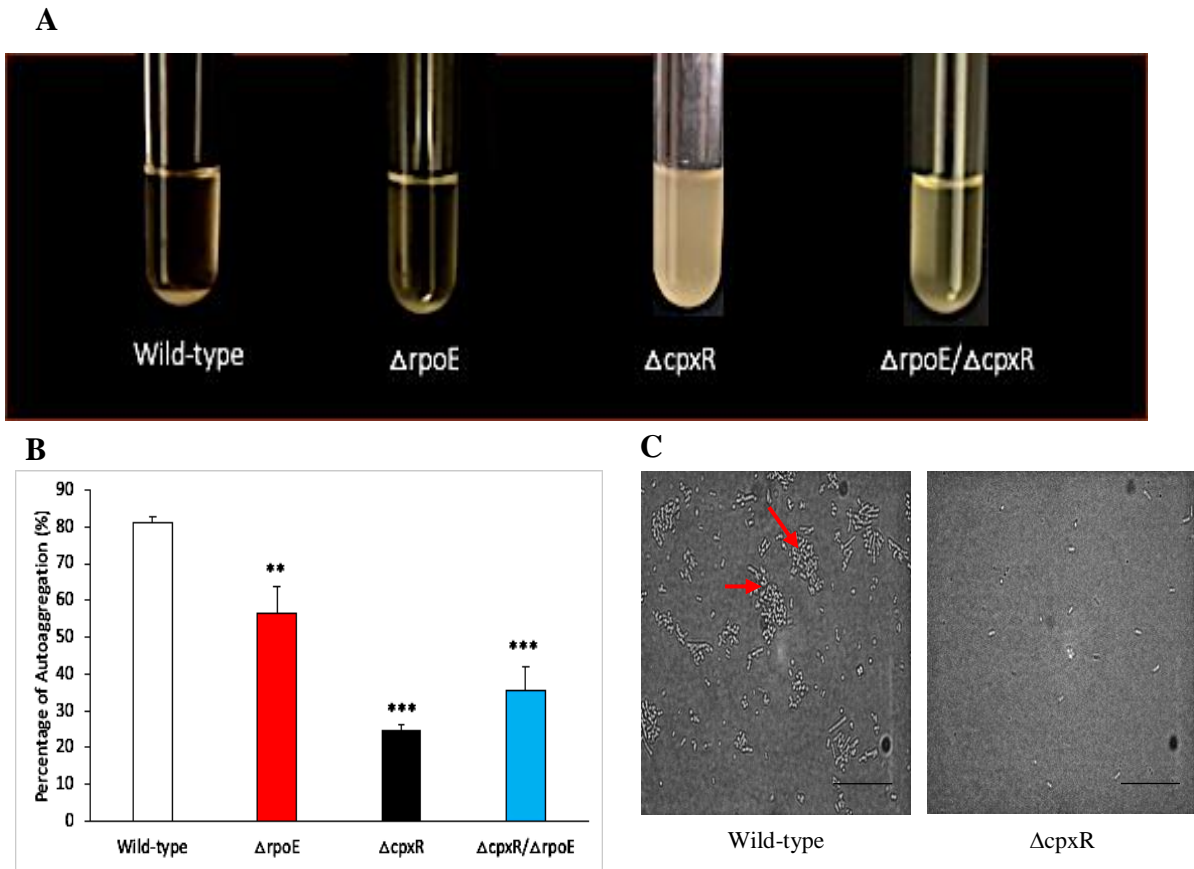 A
Wild-type
ΔrpoE
ΔcpxR
ΔrpoE/ΔcpxR
B
Percentage of Autoaggregation (%)
90
80
70
60
50
40
30
20
10
0
**
***
***
Wild-type
ΔrpoE
ΔcpxR
ΔcpxR/ΔrpoE
C
Wild-type
ΔcpxR